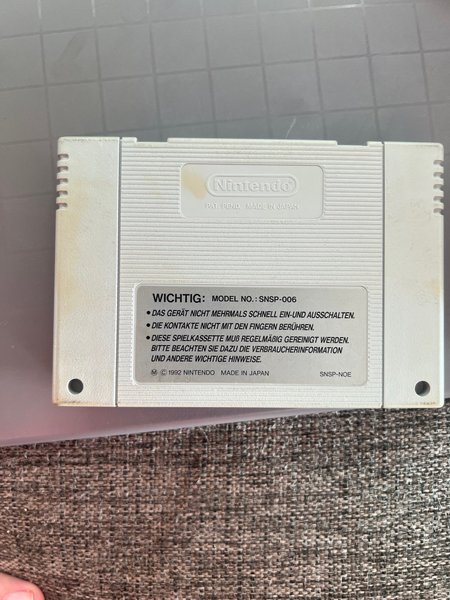 Nintendo
PAT. PEND. MADE IN JAPAN
WICHTIG: MODEL NO.: SNSP-006
• DAS GERÄT NICHT MEHRMALS SCHNELL EIN-UND AUSSCHALTEN.
• DIE KONTAKTE NICHT MIT DEN FINGERN BERÜHREN.
• DIESE SPIELKASSETTE MUß REGELMÄßIG GEREINIGT WERDEN.
BITTE BEACHTEN SIE DAZU DIE VERBRAUCHERINFORMATION
UND ANDERE WICHTIGE HINWEISE.
Ⓜ © 1992 NINTENDO MADE IN JAPAN SNSP-NOE